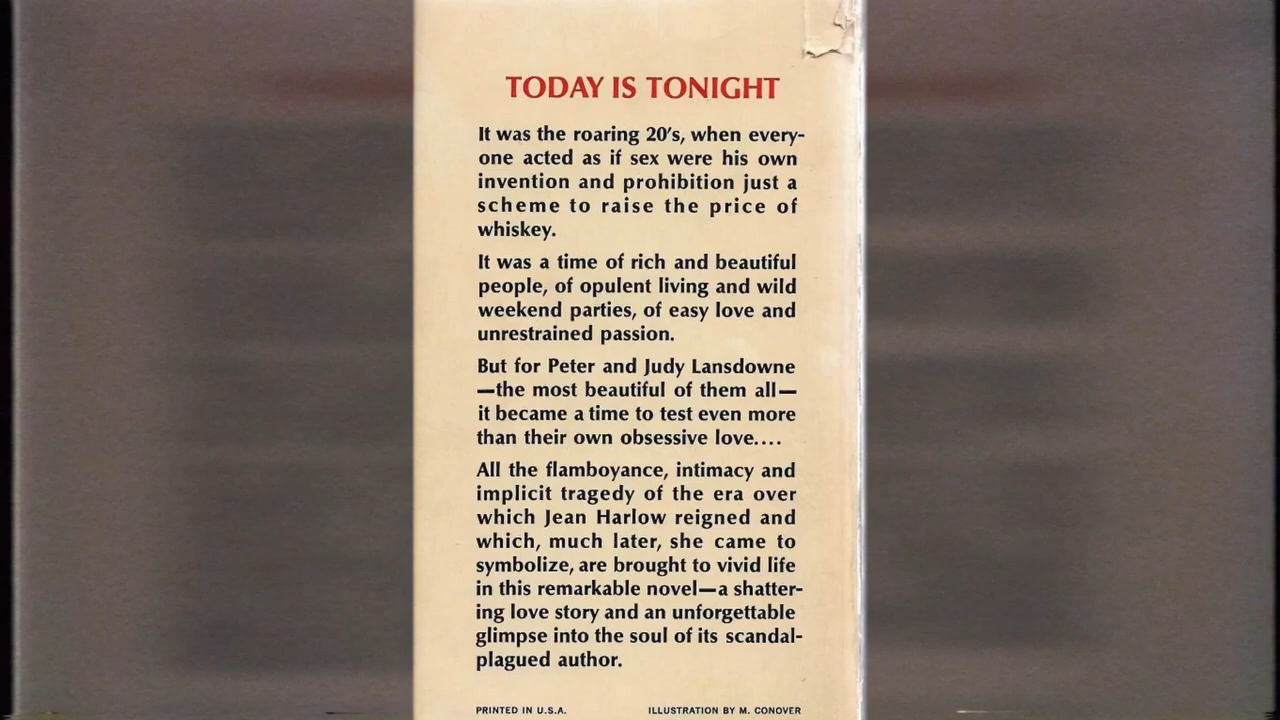 TODAY IS TONIGHT
It was the roaring 20's, when every-
one acted as if sex were his own
invention and prohibition just a
scheme to raise the price of
whiskey.
It was a time of rich and beautiful
people, of opulent living and wild
weekend parties, of easy love and
unrestrained passion.
But for Peter and Judy Lansdowne
—the most beautiful of them all—
it became a time to test even more
than their own obsessive love....
All the flamboyance, intimacy and
implicit tragedy of the era over
which Jean Harlow reigned and
which, much later, she came to
symbolize, are brought to vivid life
in this remarkable novel—a shatter-
ing love story and an unforgettable
glimpse into the soul of its scandal-
plagued author.
PRINTED IN U.S.A. ILLUSTRATION BY M. CONOVER